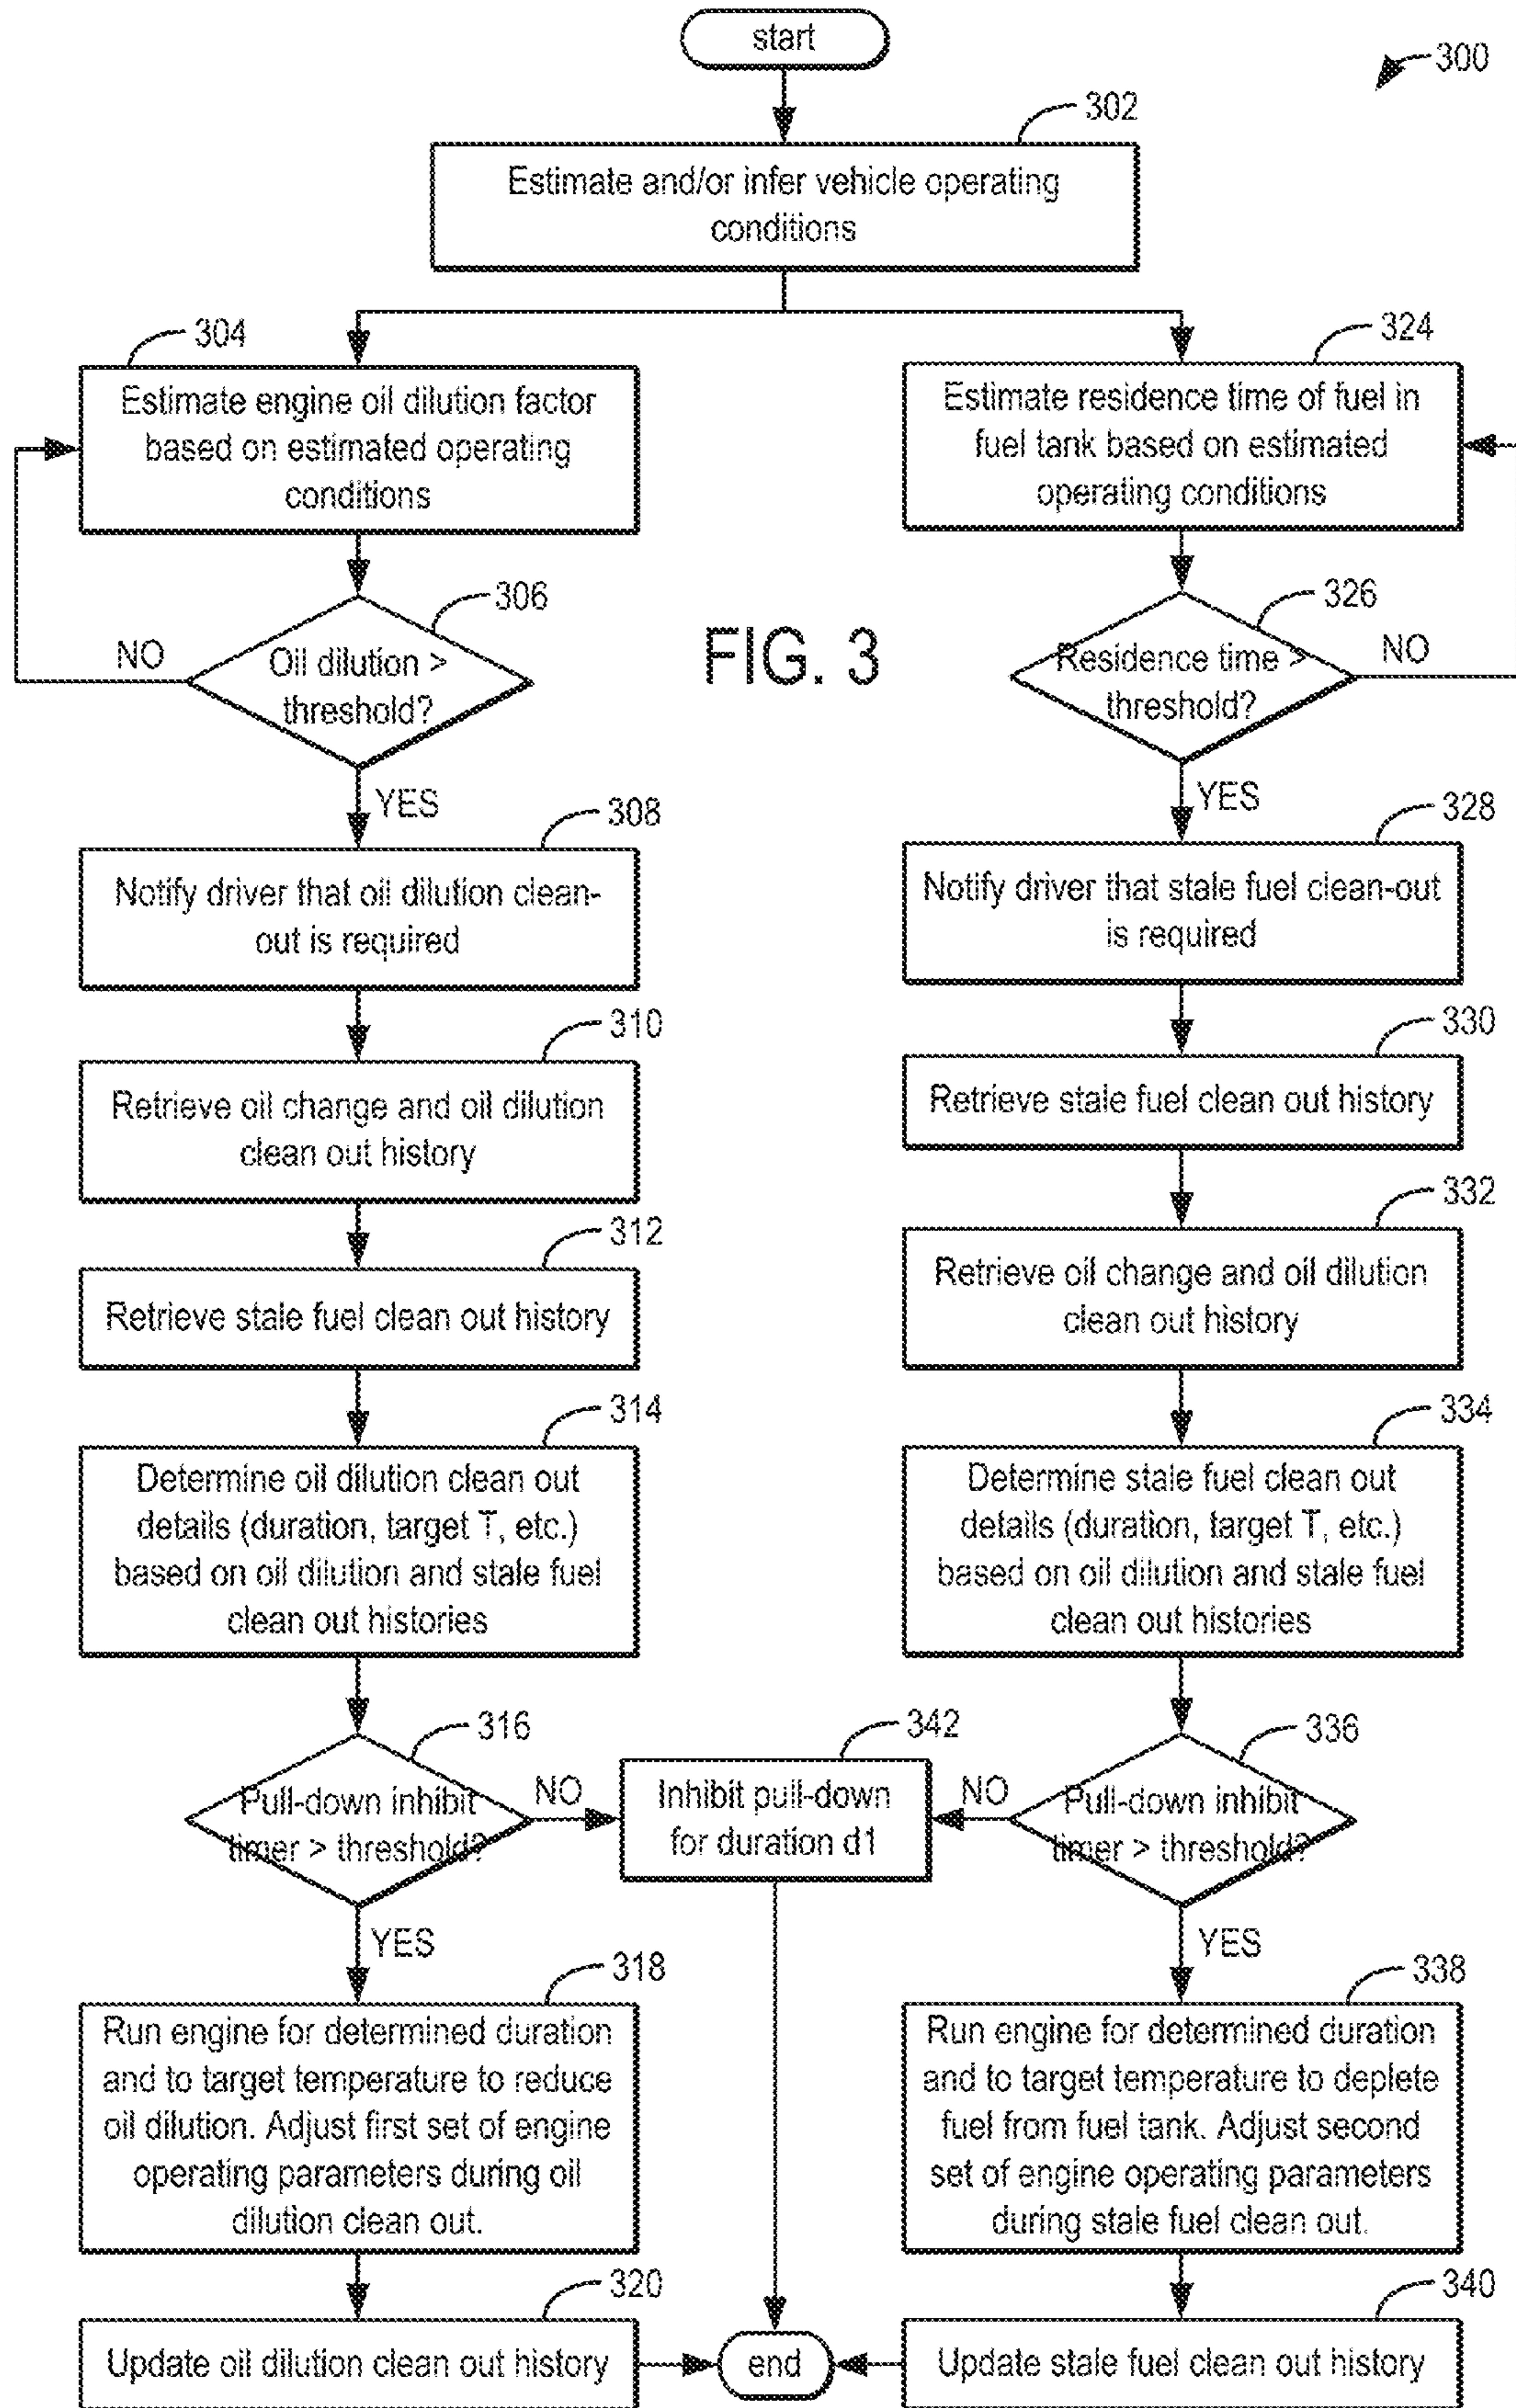 start
300
302
Estimate and/or infer vehicle operating
conditions
304
Estimate engine oil dilution factor
based on estimated operating
conditions
324
Estimate residence time of fuel in
fuel tank based on estimated
operating conditions
306
NO
Oil dilution >
threshold?
YES
FIG. 3
326
Residence time >
threshold?
NO
YES
308
Notify driver that oil dilution clean-
out is required
328
Notify driver that stale fuel clean-out
is required
310
Retrieve oil change and oil dilution
clean out history
330
Retrieve stale fuel clean out history
312
Retrieve stale fuel clean out history
332
Retrieve oil change and oil dilution
clean out history
314
Determine oil dilution clean out
details (duration, target T, etc.)
based on oil dilution and stale fuel
clean out histories
334
Determine stale fuel clean out
details (duration, target T, etc.)
based on oil dilution and stale fuel
clean out histories
316
Pull-down inhibit
timer > threshold?
NO
YES
342
Inhibit pull-down
for duration d1
336
NO
Pull-down inhibit
timer > threshold?
YES
318
Run engine for determined duration
and to target temperature to reduce
oil dilution. Adjust first set of engine
operating parameters during oil
dilution clean out.
338
Run engine for determined duration
and to target temperature to deplete
fuel from fuel tank. Adjust second
set of engine operating parameters
during stale fuel clean out.
320
Update oil dilution clean out history
end
340
Update stale fuel clean out history